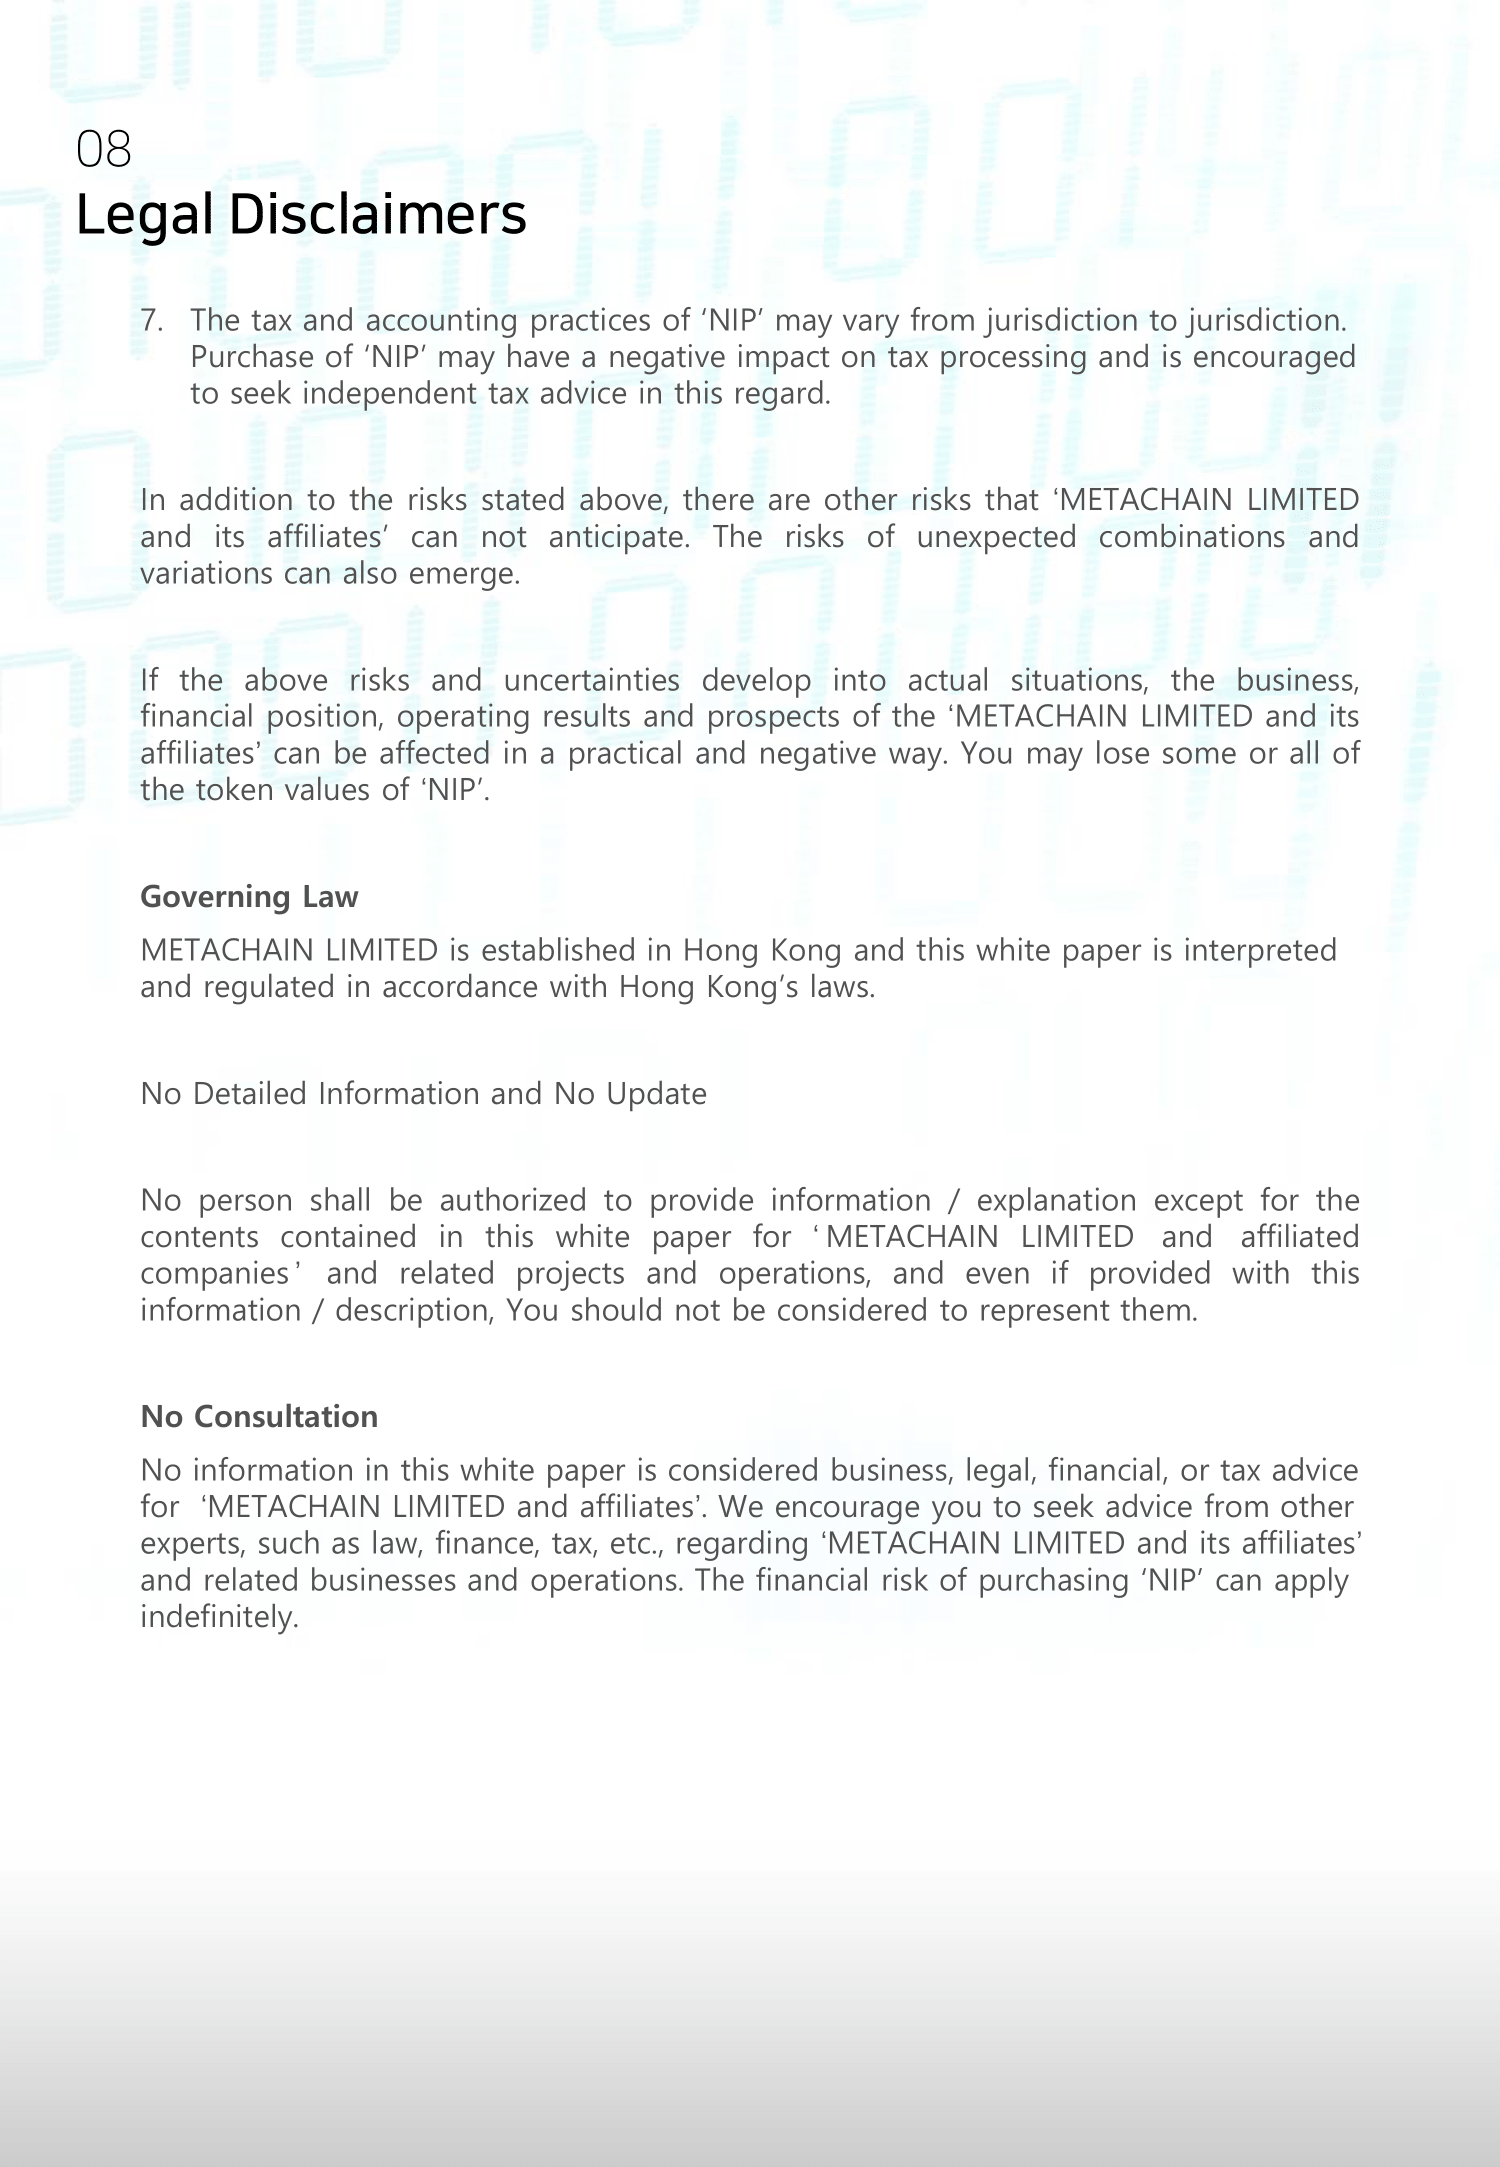 08
Legal Disclaimers
7. The tax and accounting practices of ‘NIP’ may vary from jurisdiction to jurisdiction.
Purchase of ‘NIP’ may have a negative impact on tax processing and is encouraged
to seek independent tax advice in this regard.
In addition to the risks stated above, there are other risks that ‘METACHAIN LIMITED
and its affiliates’ can not anticipate. The risks of unexpected combinations and
variations can also emerge.
If the above risks and uncertainties develop into actual situations, the business,
financial position, operating results and prospects of the ‘METACHAIN LIMITED and its
affiliates’ can be affected in a practical and negative way. You may lose some or all of
the token values of ‘NIP’.
Governing Law
METACHAIN LIMITED is established in Hong Kong and this white paper is interpreted
and regulated in accordance with Hong Kong’s laws.
No Detailed Information and No Update
No person shall be authorized to provide information / explanation except for the
contents contained in this white paper for ‘ METACHAIN LIMITED and affiliated
companies ’ and related projects and operations, and even if provided with this
information / description, You should not be considered to represent them.
No Consultation
No information in this white paper is considered business, legal, financial, or tax advice
for ‘METACHAIN LIMITED and affiliates’. We encourage you to seek advice from other
experts, such as law, finance, tax, etc., regarding ‘METACHAIN LIMITED and its affiliates’
and related businesses and operations. The financial risk of purchasing ‘NIP’ can apply
indefinitely.